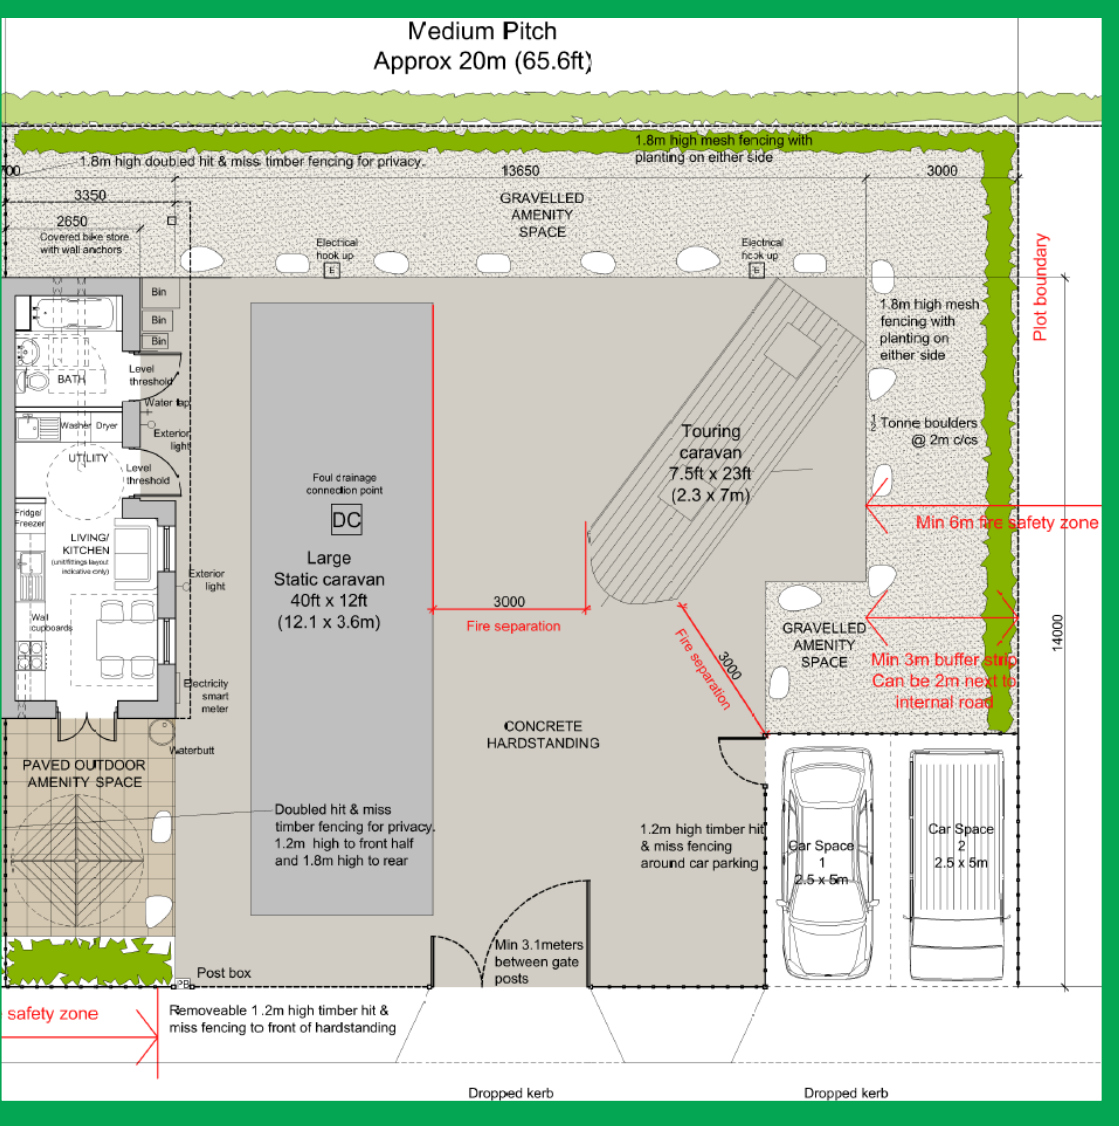 Medium Pitch
Approx 20m (65.6ft)
1.8m high mesh fencing with
planting on either side
1.8m high doubled hit & miss timber fencing for privacy.
13650
3000
3350
GRAVELLED
AMENITY
SPACE
2650
Covered bike store
with wall anchors
Electrical
hook up
E
Electrical
hook up
E
Plot boundary
Bin
Bin
Bin
1.8m high mesh
fencing with
planting on
either side
Level
threshold
BATH
Water tap
Washer Dryer
Exterior
light
UTILITY
Level
threshold
Tonne boulders
@ 2m c/cs
Touring
caravan
7.5ft x 23ft
(2.3 x 7m)
Foul drainage
connection point
DC
Fridge/
Freezer
Min 6m fire safety zone
LIVING/
KITCHEN
(unit/fittings layout
indicative only)
Large
Static caravan
40ft x 12ft
(12.1 x 3.6m)
Exterior
light
3000
Fire separation
Wall
cupboards
GRAVELLED
AMENITY
SPACE
14000
Fire separation
3000
Min 3m buffer strip
Can be 2m next to
internal road
Electricity
smart
meter
CONCRETE
HARDSTANDING
Waterbutt
PAVED OUTDOOR
AMENITY SPACE
Doubled hit & miss
timber fencing for privacy.
1.2m high to front half
and 1.8m high to rear
1.2m high timber hit
& miss fencing
around car parking
Car Space
1
2.5 x 5m
Car Space
2
2.5 x 5m
Min 3.1meters
between gate
posts
Post box
PB
safety zone
Removeable 1.2m high timber hit &
miss fencing to front of hardstanding
Dropped kerb
Dropped kerb